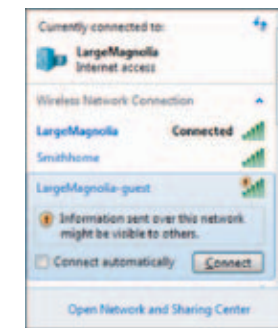 Currently connected to:
LargeMagnolia
Internet access
Wireless Network Connection
LargeMagnolia Connected
Smithhome
LargeMagnolia-guest
Information sent over this network
might be visible to others.
Connect automatically Connect
Open Network and Sharing Center